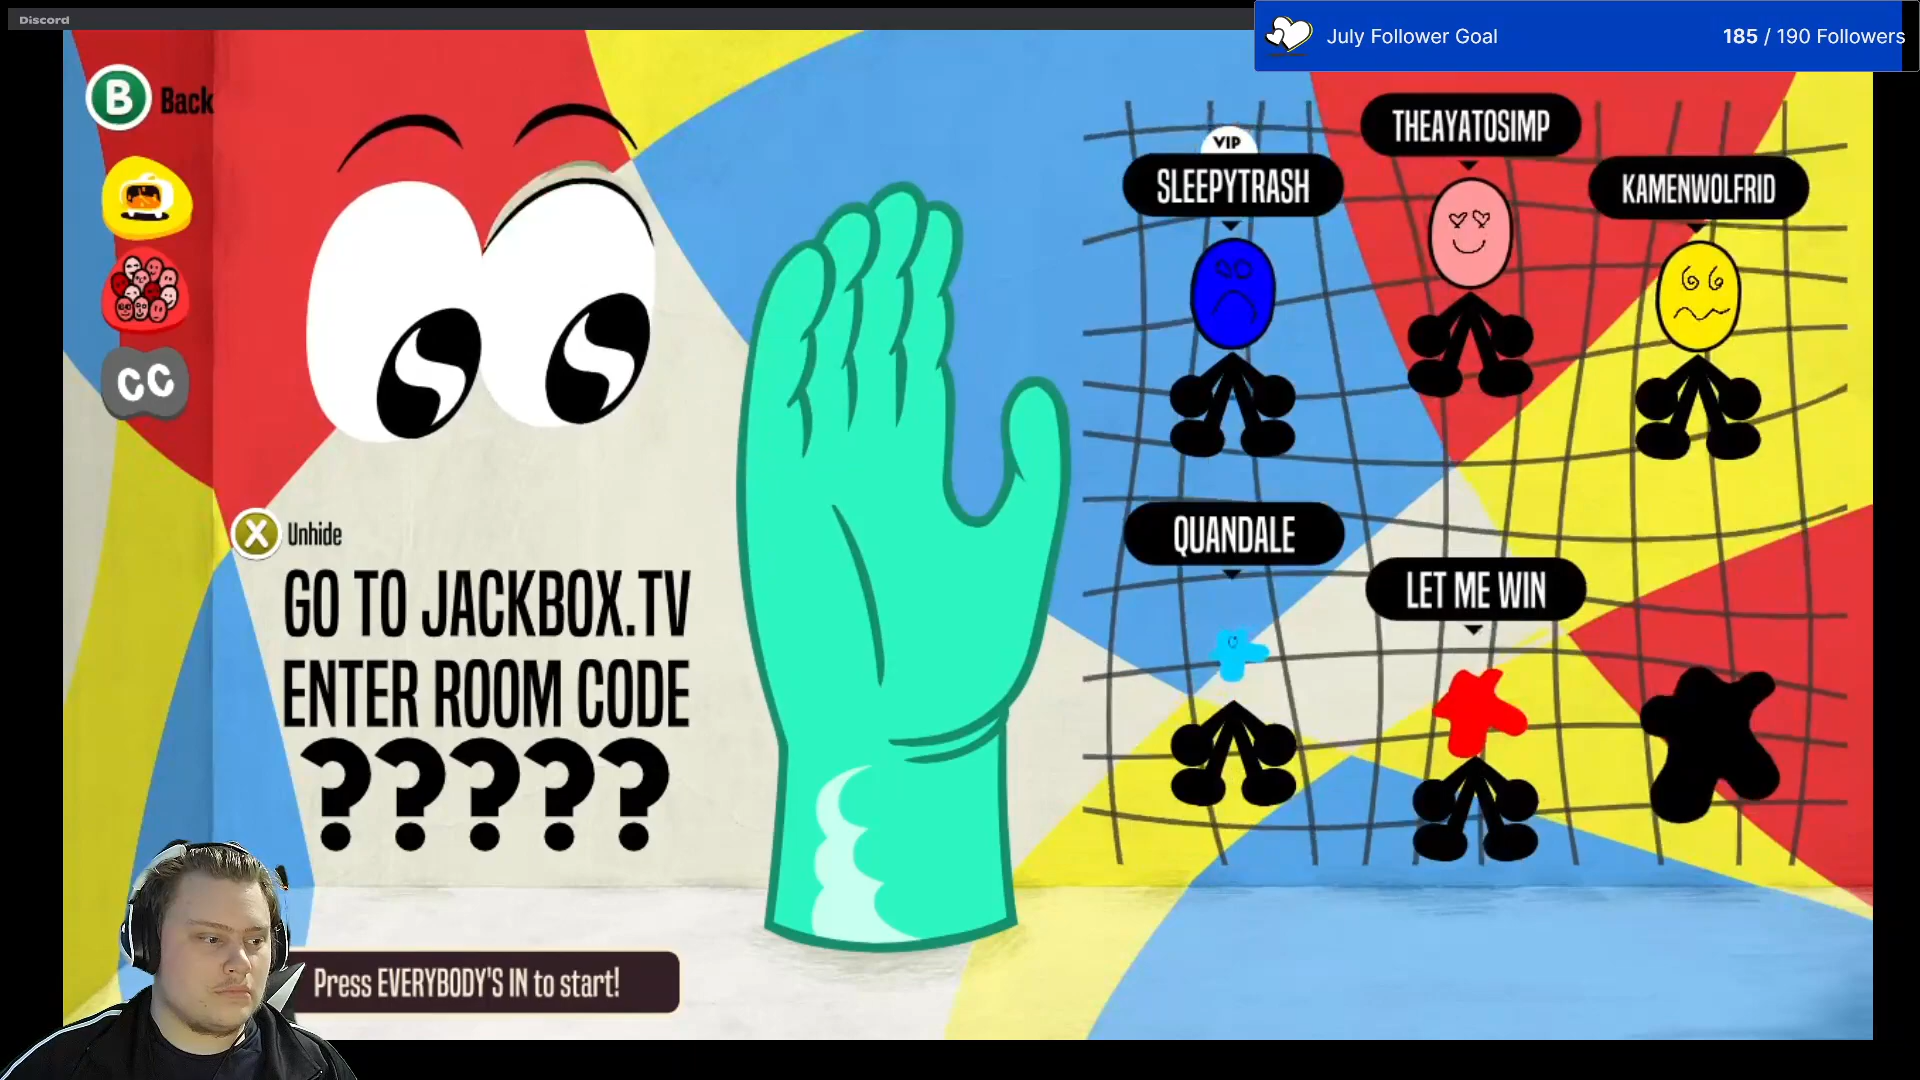 Discord
July Follower Goal
185 / 190 Followers
B Back
CC
VIP
SLEEPYTRASH
THEAYATOSIMP
KAMENWOLFRID
X Unhide
GO TO JACKBOX.TV
ENTER ROOM CODE
?????
QUANDALE
LET ME WIN
Press EVERYBODY'S IN to start!